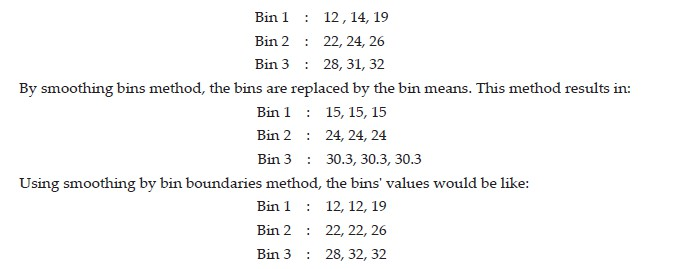 Bin 1 : 12 , 14, 19
Bin 2 : 22, 24, 26
Bin 3 : 28, 31, 32
By smoothing bins method, the bins are replaced by the bin means. This method results in:
Bin 1 : 15, 15, 15
Bin 2 : 24, 24, 24
Bin 3 : 30.3, 30.3, 30.3
Using smoothing by bin boundaries method, the bins' values would be like:
Bin 1 : 12, 12, 19
Bin 2 : 22, 22, 26
Bin 3 : 28, 32, 32